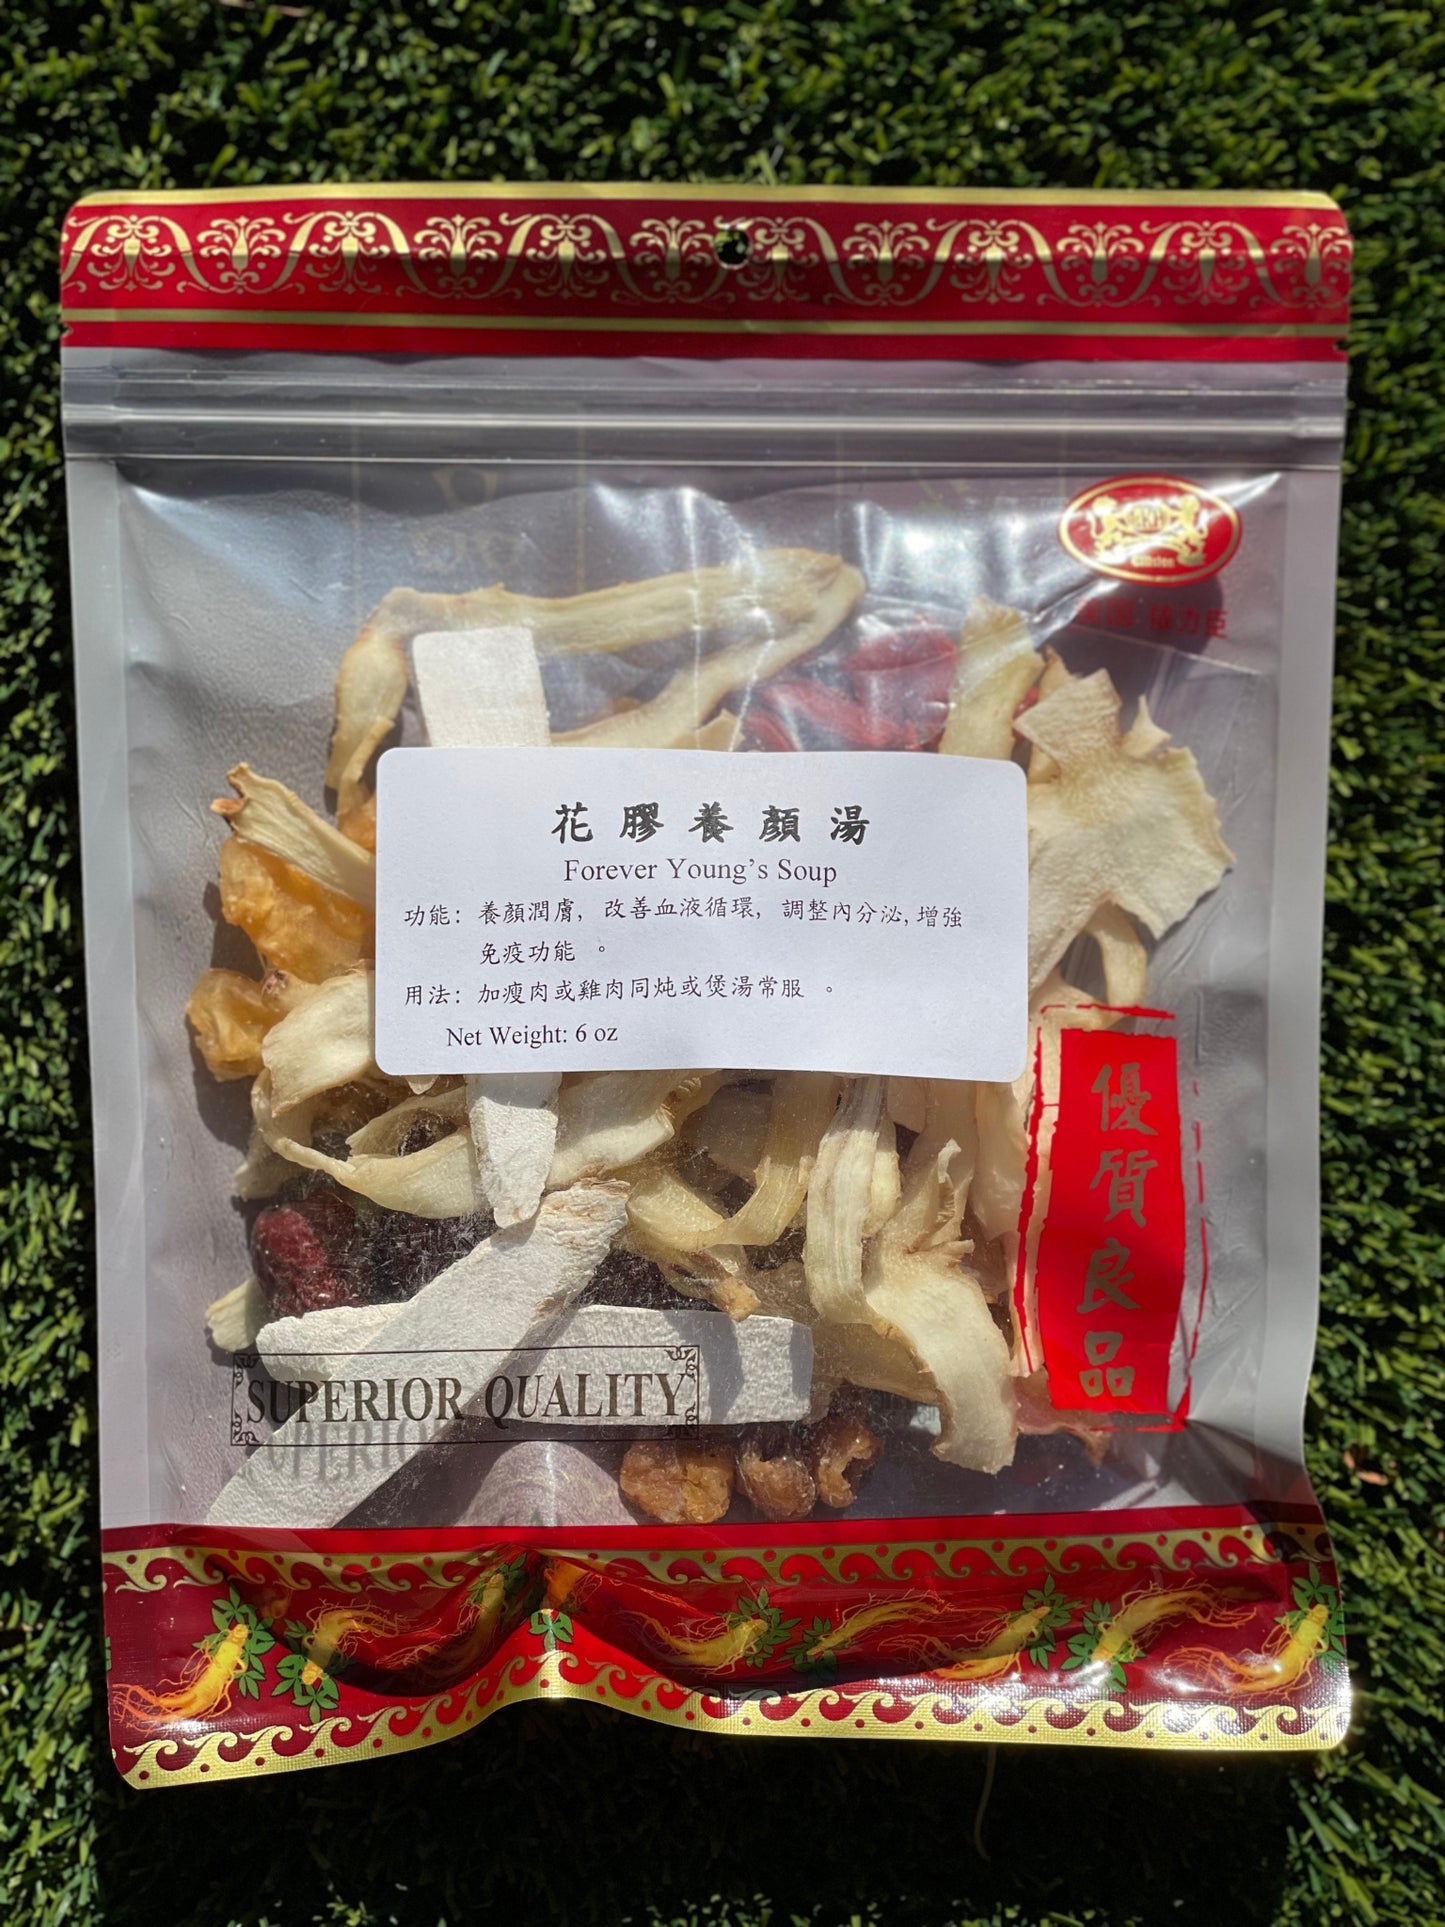 花膠養顏湯
Forever Young's Soup
功能：養顏潤膚，改善血液循環，調整內分泌，增強
免疫功能 。
用法：加瘦肉或雞肉同炖或煲湯常服 。
Net Weight: 6 oz
優質良品
SUPERIOR QUALITY